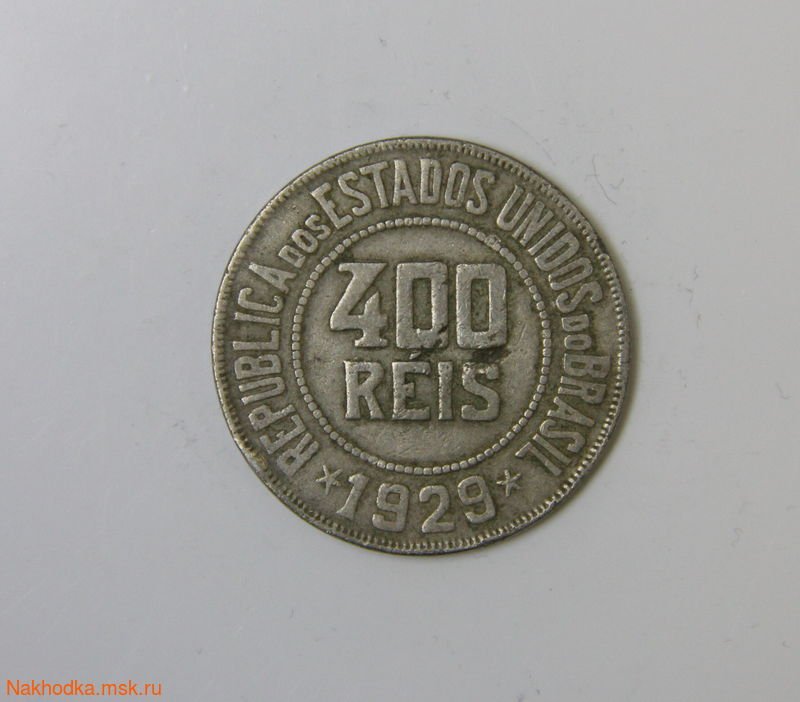 REPUBLICA DOS ESTADOS UNIDOS DO BRASIL
400
RÉIS
*1929*
Nakhodka.msk.ru